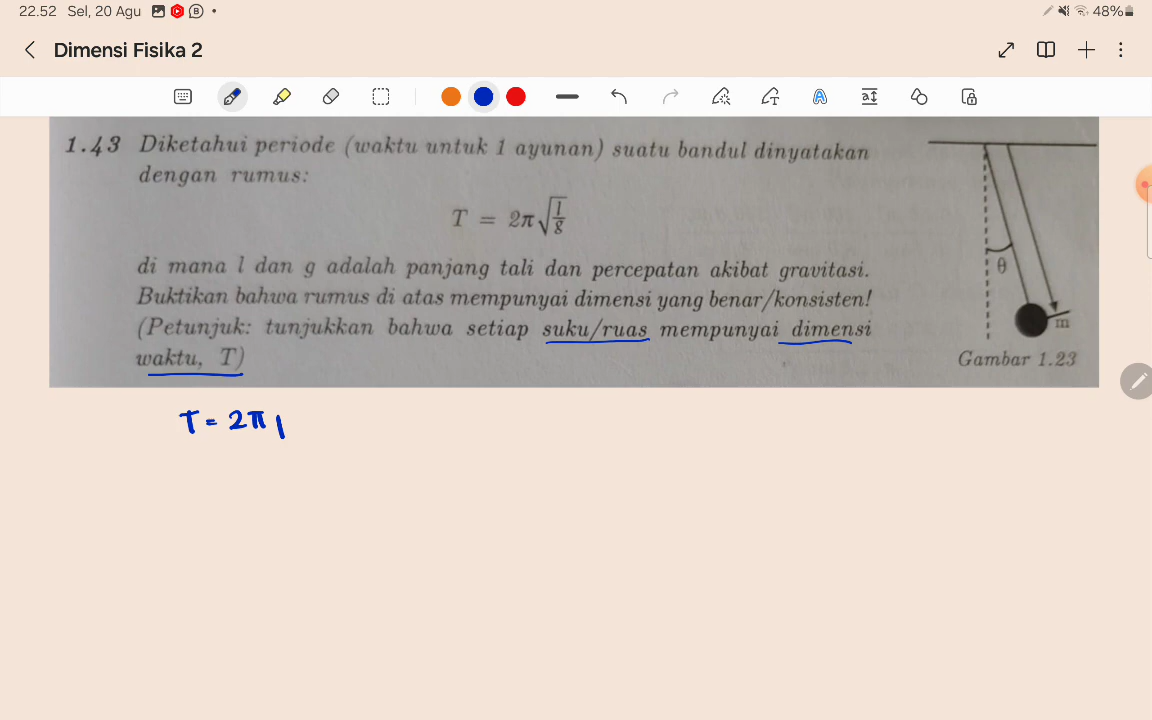 22.52 Sel, 20 Agu 48%
Dimensi Fisika 2
1.43 Diketahui periode (waktu untuk 1 ayunan) suatu bandul dinyatakan
dengan rumus:
T = 2π√(l/g)
di mana l dan g adalah panjang tali dan percepatan akibat gravitasi.
Buktikan bahwa rumus di atas mempunyai dimensi yang benar/konsisten!
(Petunjuk: tunjukkan bahwa setiap suku/ruas mempunyai dimensi
waktu, T)
θ
m
Gambar 1.23
T = 2π